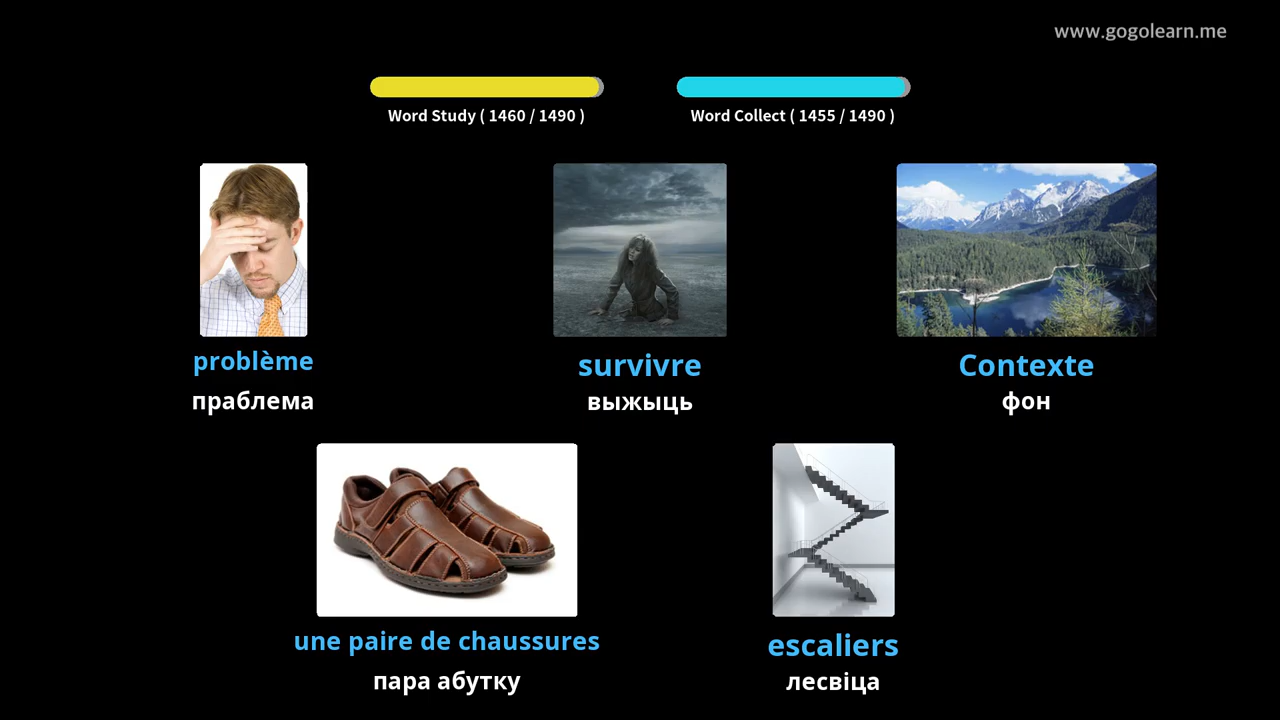 www.gogolearn.me
Word Study ( 1460 / 1490 )
Word Collect ( 1455 / 1490 )
problème
праблема
survivre
выжыць
Contexte
фон
une paire de chaussures
пара абутку
escaliers
лесвіца